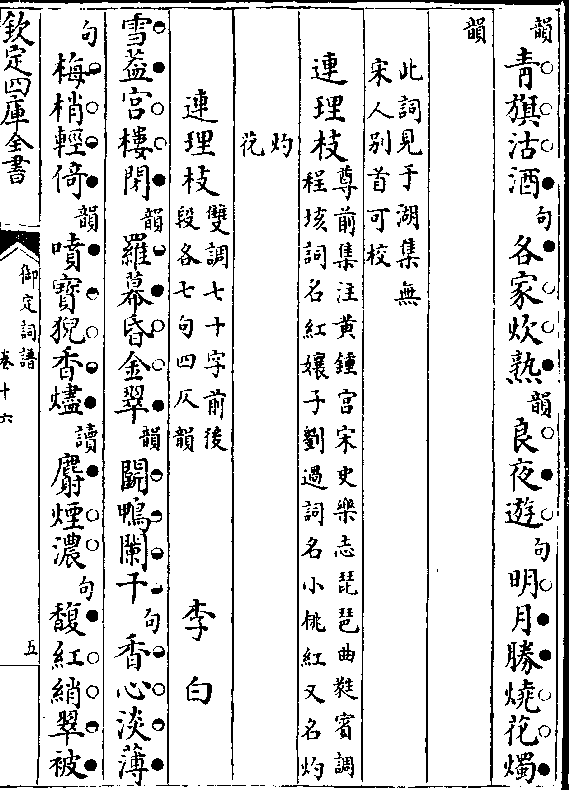 韻青旗沽酒句各家炊熟韻良夜遊句明月勝燒花燭
韻
此詞見于湖集無
宋人别首可校
連理枝
尊前集注黄鍾宫宋史樂志琵琶曲蕤賓調
程垓詞名紅孃子劉過詞名小桃紅又名灼
灼
花
連理枝
雙調七十字前後
段各七句四仄韻
李白
雪葢宫樓閉韻羅幕昏金翠韻鬭鴨闌干句香心淡薄
句梅梢輕倚韻噴寶猊香燼讀麝煙濃句馥紅綃翠被
欽定四庫全書
御定詞譜
卷十六
五